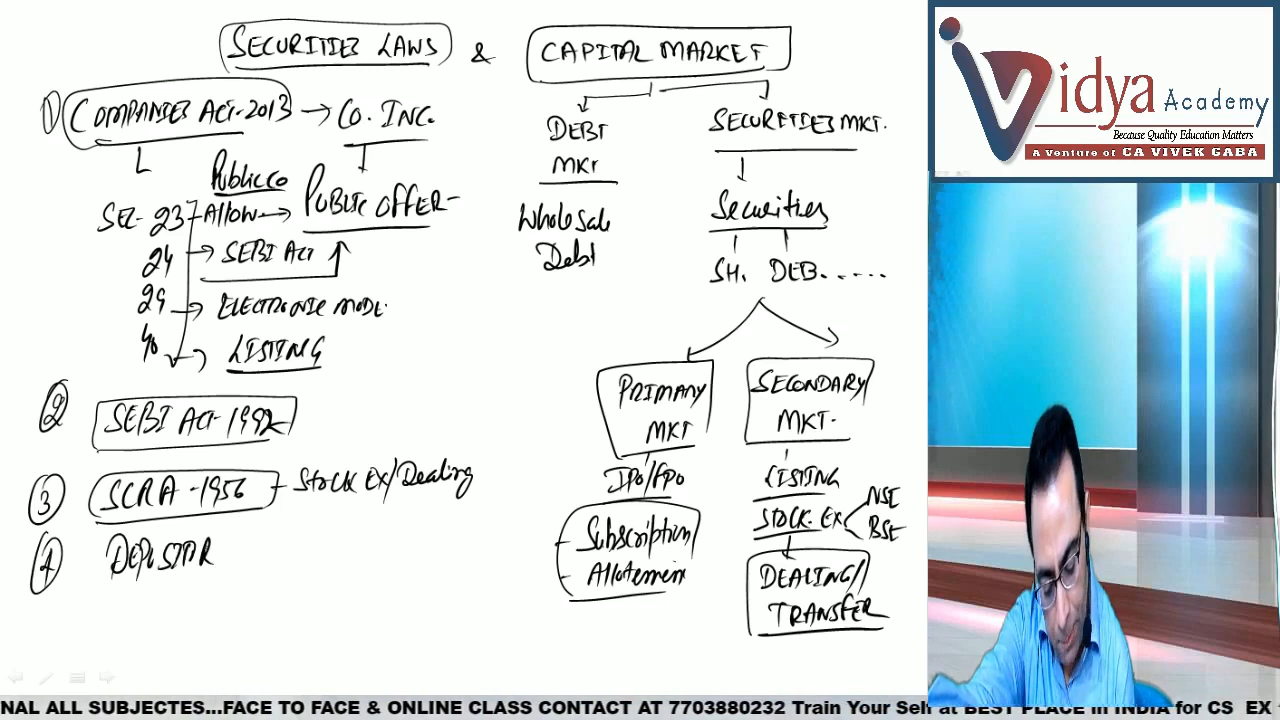 SECURITIES LAWS & CAPITAL MARKET
1) COMPANIES ACT-2013 → CO. INC.
PUBLIC CO
SEC- 23 → ALLOW → PUBLIC OFFER-
24 → SEBI ACT
29 → ELECTRONIC MODE.
40 → LISTING
2 SEBI ACT-1992
3 SCRA-1956 - STOCK EX/Dealing
4 DEPOSITOR
DEBT
MKT
Wholesale
Debt
SECURITIES MKT.
Securities
SH. DEB......
PRIMARY
MKT
IPO/FPO
- Subscription
- Allotement
SECONDARY
MKT.
LISTING
STOCK. EX
NSE
BSE
DEALING/
TRANSFER
Vidya Academy
Because Quality Education Matters
A Venture of CA VIVEK GABA
NAL ALL SUBJECTES...FACE TO FACE & ONLINE CLASS CONTACT AT 7703880232 Train Your Self at BEST PLACE in INDIA for CS EX